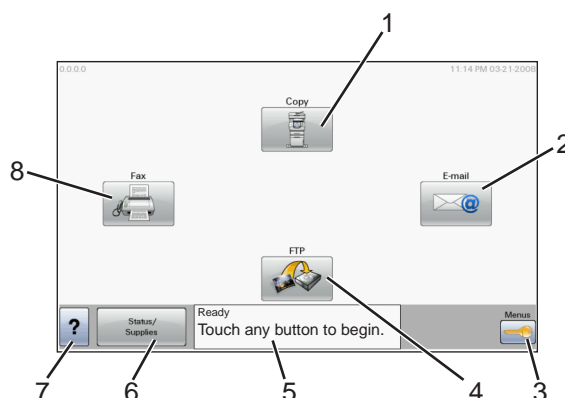 1
0.0.0.0
11:14 PM 03-21-2008
Copy
2
8
Fax
E-mail
@
FTP
Ready
Menus
?
Status/
Supplies
Touch any button to begin.
7
6
5
4
3